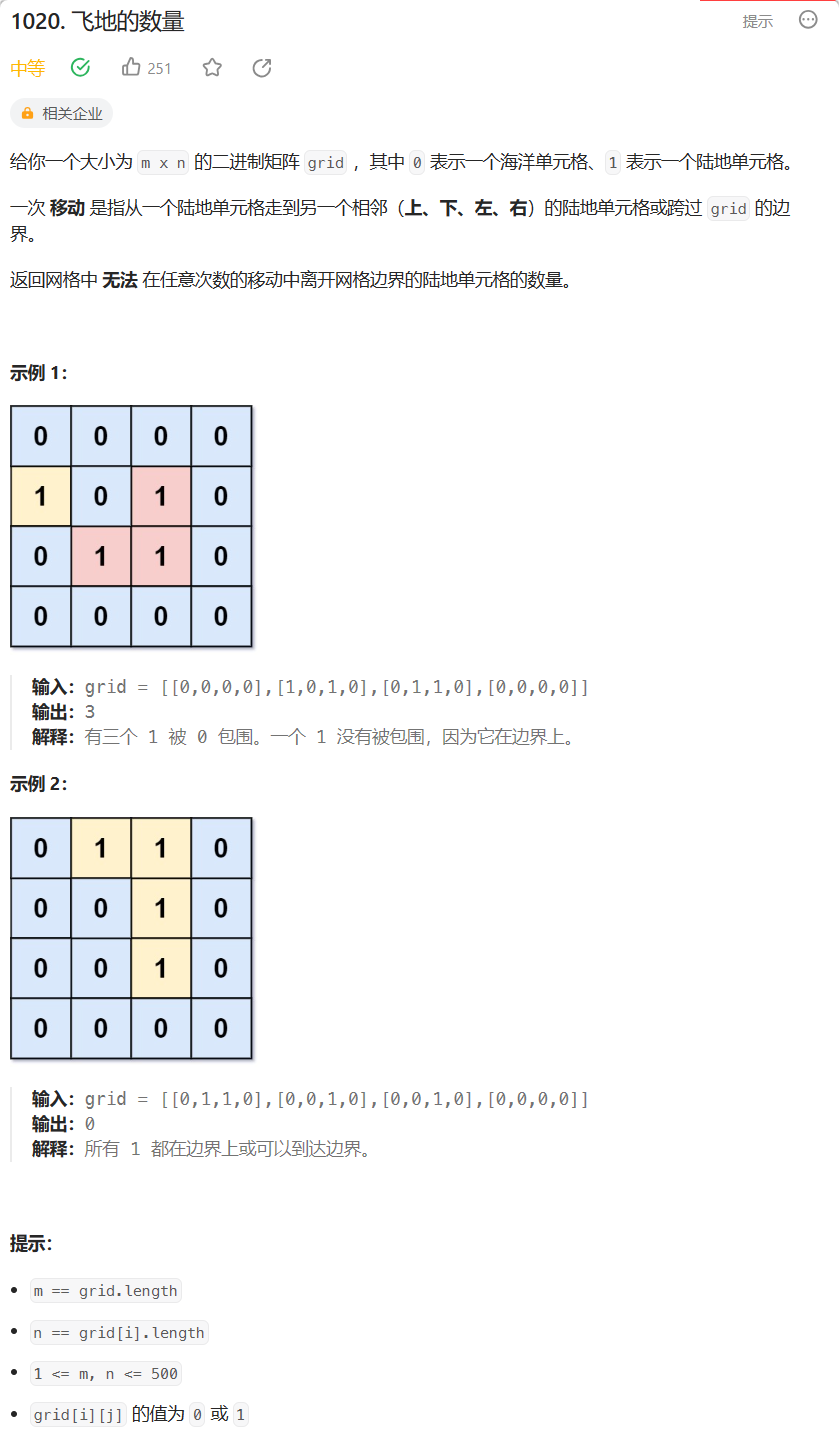 1020. 飞地的数量
提示
中等
251
相关企业
给你一个大小为 m x n 的二进制矩阵 grid ，其中 0 表示一个海洋单元格、1 表示一个陆地单元格。
一次 移动 是指从一个陆地单元格走到另一个相邻（上、下、左、右）的陆地单元格或跨过 grid 的边
界。
返回网格中 无法 在任意次数的移动中离开网格边界的陆地单元格的数量。
示例 1：
0 0 0 0
1 0 1 0
0 1 1 0
0 0 0 0
输入：grid = [[0,0,0,0],[1,0,1,0],[0,1,1,0],[0,0,0,0]]
输出：3
解释：有三个 1 被 0 包围。一个 1 没有被包围，因为它在边界上。
示例 2：
0 1 1 0
0 0 1 0
0 0 1 0
0 0 0 0
输入：grid = [[0,1,1,0],[0,0,1,0],[0,0,1,0],[0,0,0,0]]
输出：0
解释：所有 1 都在边界上或可以到达边界。
提示：
m == grid.length
n == grid[i].length
1 <= m, n <= 500
grid[i][j] 的值为 0 或 1